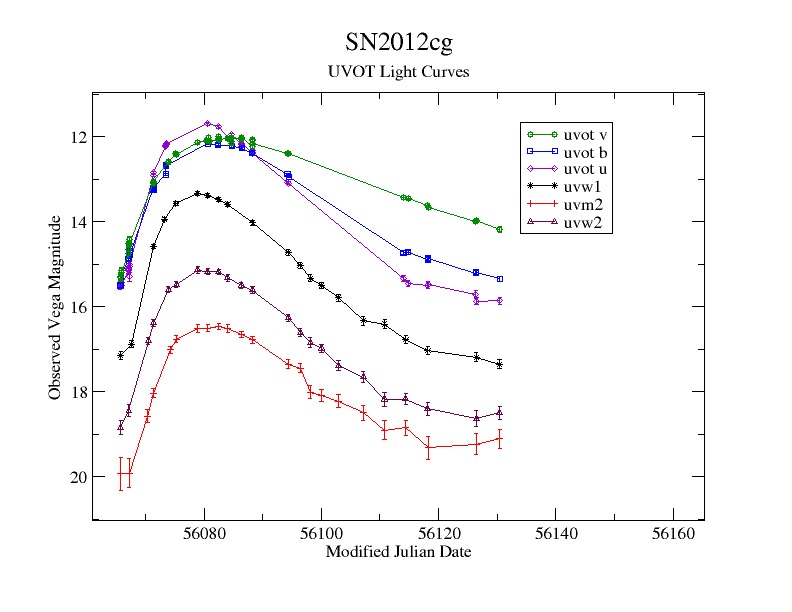 SN2012cg
UVOT Light Curves
Observed Vega Magnitude
12
14
16
18
20
uvot v
uvot b
uvot u
uvw1
uvm2
uvw2
56080 56100 56120 56140 56160
Modified Julian Date